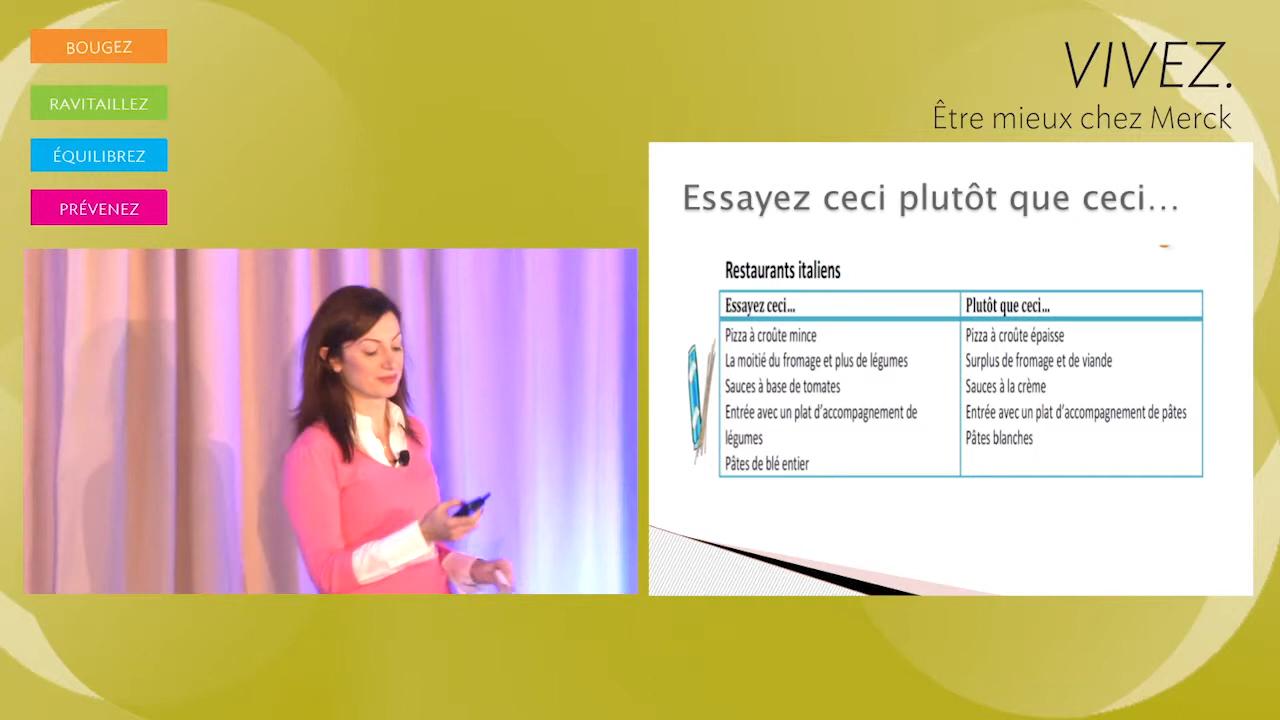 BOUGEZ
RAVITAILLEZ
ÉQUILIBREZ
PRÉVENEZ
VIVEZ.
Être mieux chez Merck
Essayez ceci plutôt que ceci...
Restaurants italiens
Essayez ceci...
Plutôt que ceci...
Pizza à croûte mince
La moitié du fromage et plus de légumes
Sauces à base de tomates
Entrée avec un plat d'accompagnement de
légumes
Pâtes de blé entier
Pizza à croûte épaisse
Surplus de fromage et de viande
Sauces à la crème
Entrée avec un plat d'accompagnement de pâtes
Pâtes blanches